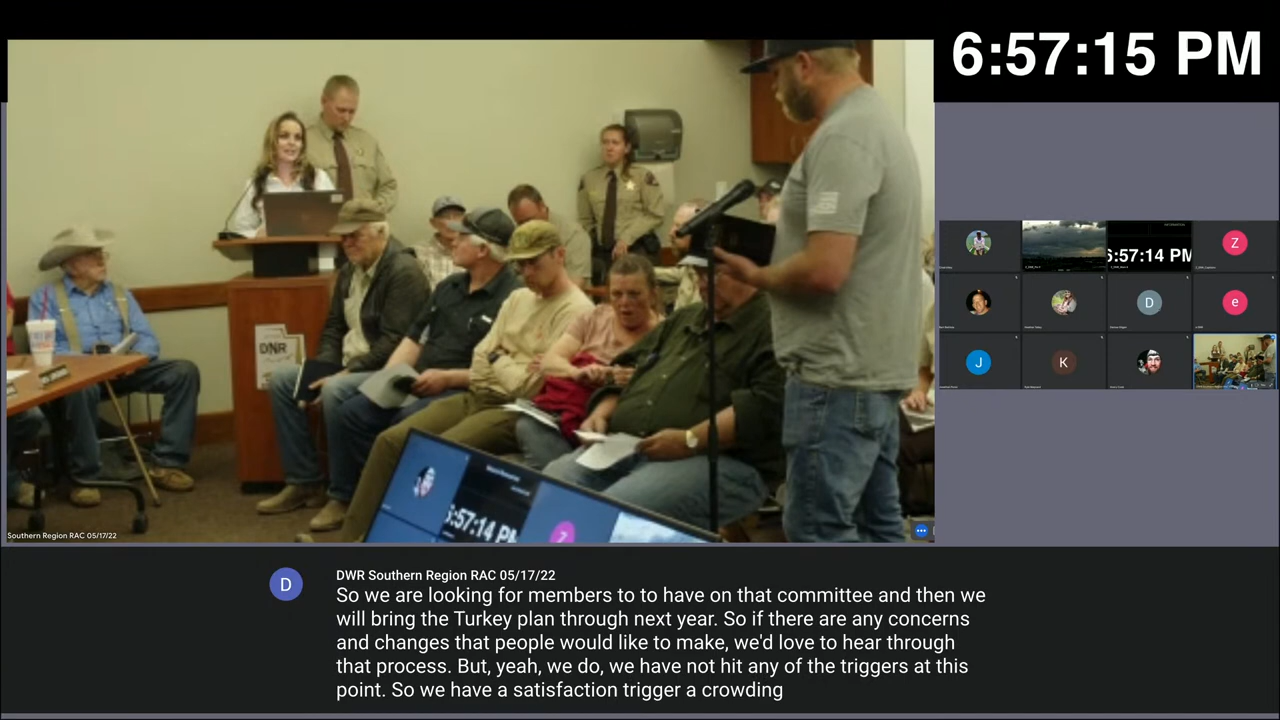 6:57:15 PM
:57:14 PM
Z
D
e
J
K
DNR
:57:14 PM
Southern Region RAC 05/17/22
D
DWR Southern Region RAC 05/17/22
So we are looking for members to to have on that committee and then we
will bring the Turkey plan through next year. So if there are any concerns
and changes that people would like to make, we'd love to hear through
that process. But, yeah, we do, we have not hit any of the triggers at this
point. So we have a satisfaction trigger a crowding